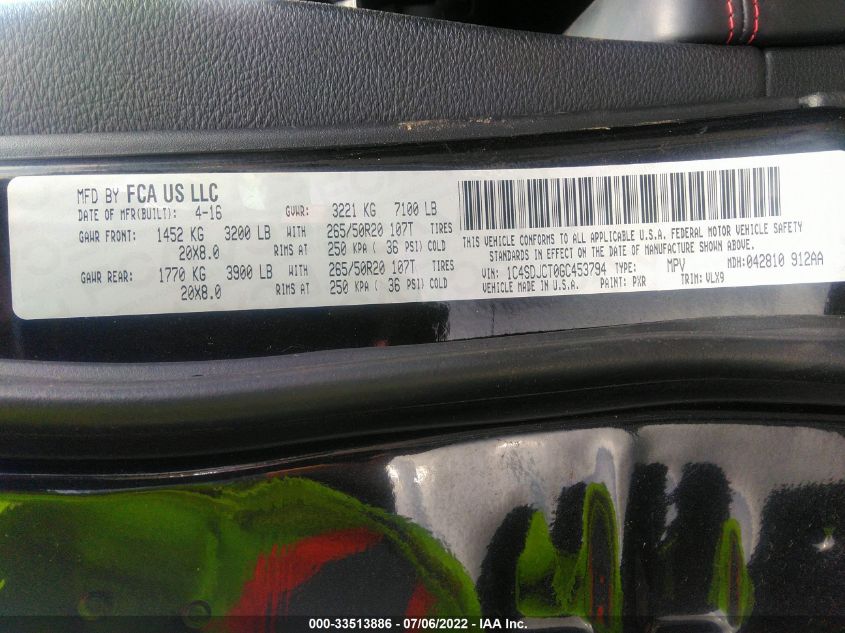 MFD BY FCA US LLC
DATE OF MFR(BUILT): 4-16 GVWR: 3221 KG 7100 LB
GAWR FRONT: 1452 KG 3200 LB WITH 265/50R20 107T TIRES
20X8.0 RIMS AT 250 KPA ( 36 PSI) COLD
GAWR REAR: 1770 KG 3900 LB WITH 265/50R20 107T TIRES
20X8.0 RIMS AT 250 KPA ( 36 PSI) COLD
THIS VEHICLE CONFORMS TO ALL APPLICABLE U.S.A. FEDERAL MOTOR VEHICLE SAFETY
STANDARDS IN EFFECT ON THE DATE OF MANUFACTURE SHOWN ABOVE.
VIN: 1C4SDJCT0GC453794 TYPE: MPV MDH: 042810 912AA
VEHICLE MADE IN U.S.A. PAINT: PXR TRIM: VLX9
000-33513886 - 07/06/2022 - IAA Inc.